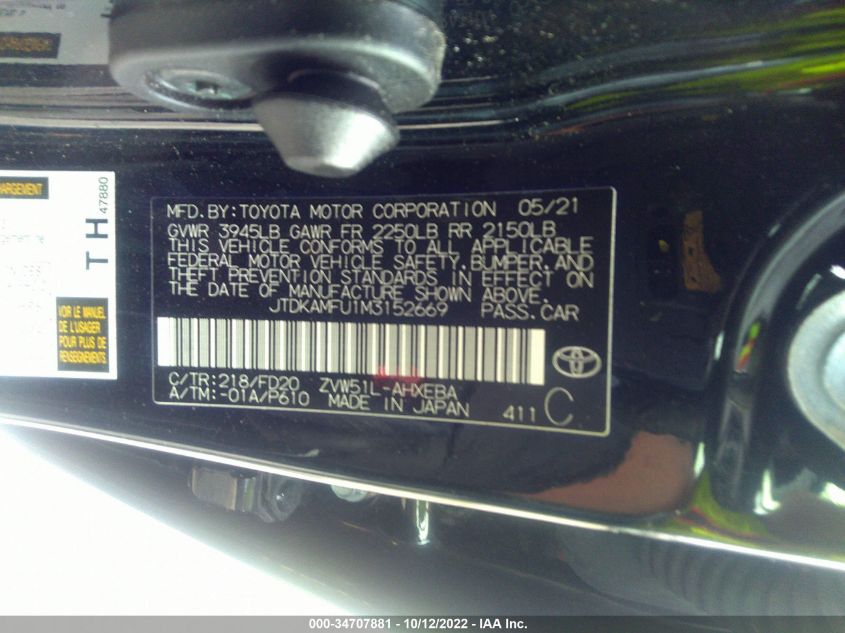 HARGEMENT
47880
TH
VOIR LE MANUEL
DE L'USAGER
POUR PLUS DE
RENSEIGNEMENTS
MFD.BY:TOYOTA MOTOR CORPORATION 05/21
GVWR 3945LB GAWR FR 2250LB RR 2150LB
THIS VEHICLE CONFORMS TO ALL APPLICABLE
FEDERAL MOTOR VEHICLE SAFETY,BUMPER,AND
THEFT PREVENTION STANDARDS IN EFFECT ON
THE DATE OF MANUFACTURE SHOWN ABOVE.
JTDKAMFU1M3152669 PASS.CAR
C/TR:218/FD20 ZVW51L-AHXEBA
A/TM:-01A/P610 MADE IN JAPAN 411 C
000-34707881 - 10/12/2022 - IAA Inc.